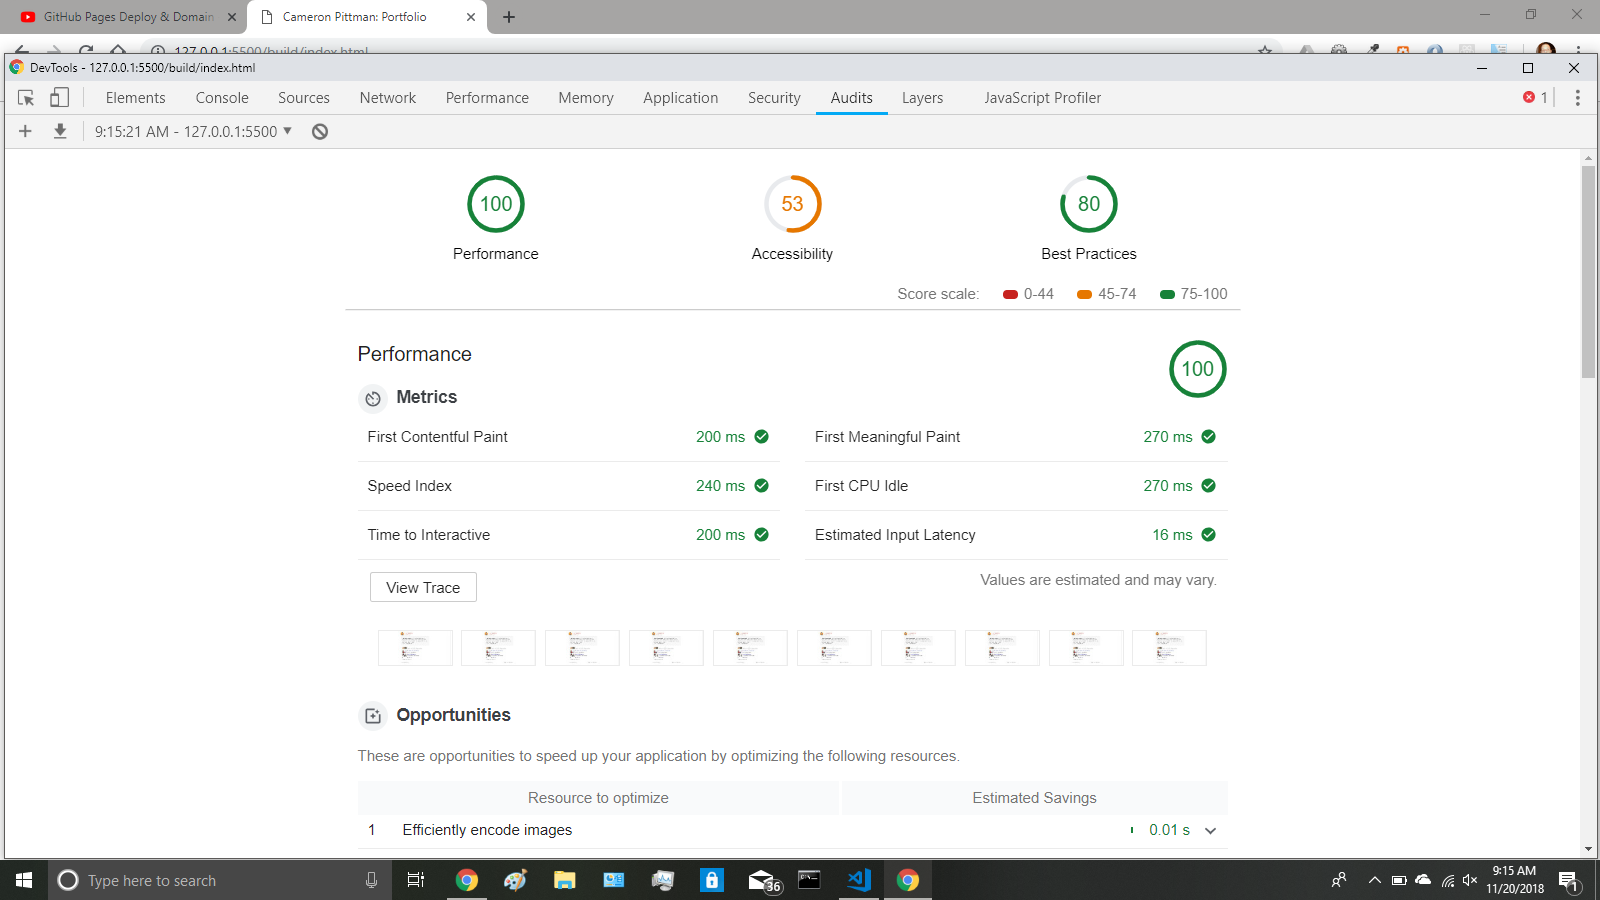 GitHub Pages Deploy & Domain
Cameron Pittman: Portfolio
127.0.0.1:5500/build/index.html
DevTools - 127.0.0.1:5500/build/index.html
Elements Console Sources Network Performance Memory Application Security Audits Layers JavaScript Profiler 1
9:15:21 AM - 127.0.0.1:5500
100 53 80
Performance Accessibility Best Practices
Score scale: 0-44 45-74 75-100
Performance 100
Metrics
First Contentful Paint 200 ms First Meaningful Paint 270 ms
Speed Index 240 ms First CPU Idle 270 ms
Time to Interactive 200 ms Estimated Input Latency 16 ms
View Trace Values are estimated and may vary.
Opportunities
These are opportunities to speed up your application by optimizing the following resources.
Resource to optimize Estimated Savings
1 Efficiently encode images 0.01 s
Type here to search 36 9:15 AM
11/20/2018 1